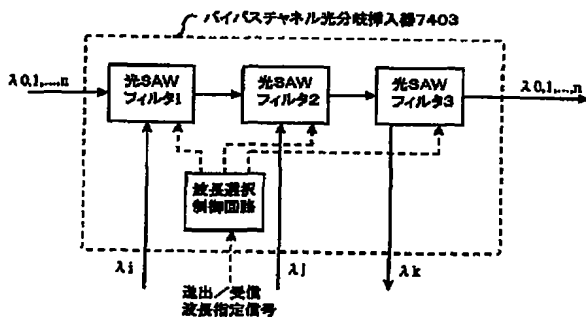 バイパスチャネル光分岐挿入器7403
λ0,1,...,n
光SAW
フィルタ1
光SAW
フィルタ2
光SAW
フィルタ3
λ0,1,...,n
波長選択
制御回路
λi
λj
λk
送出/受信
波長指定信号